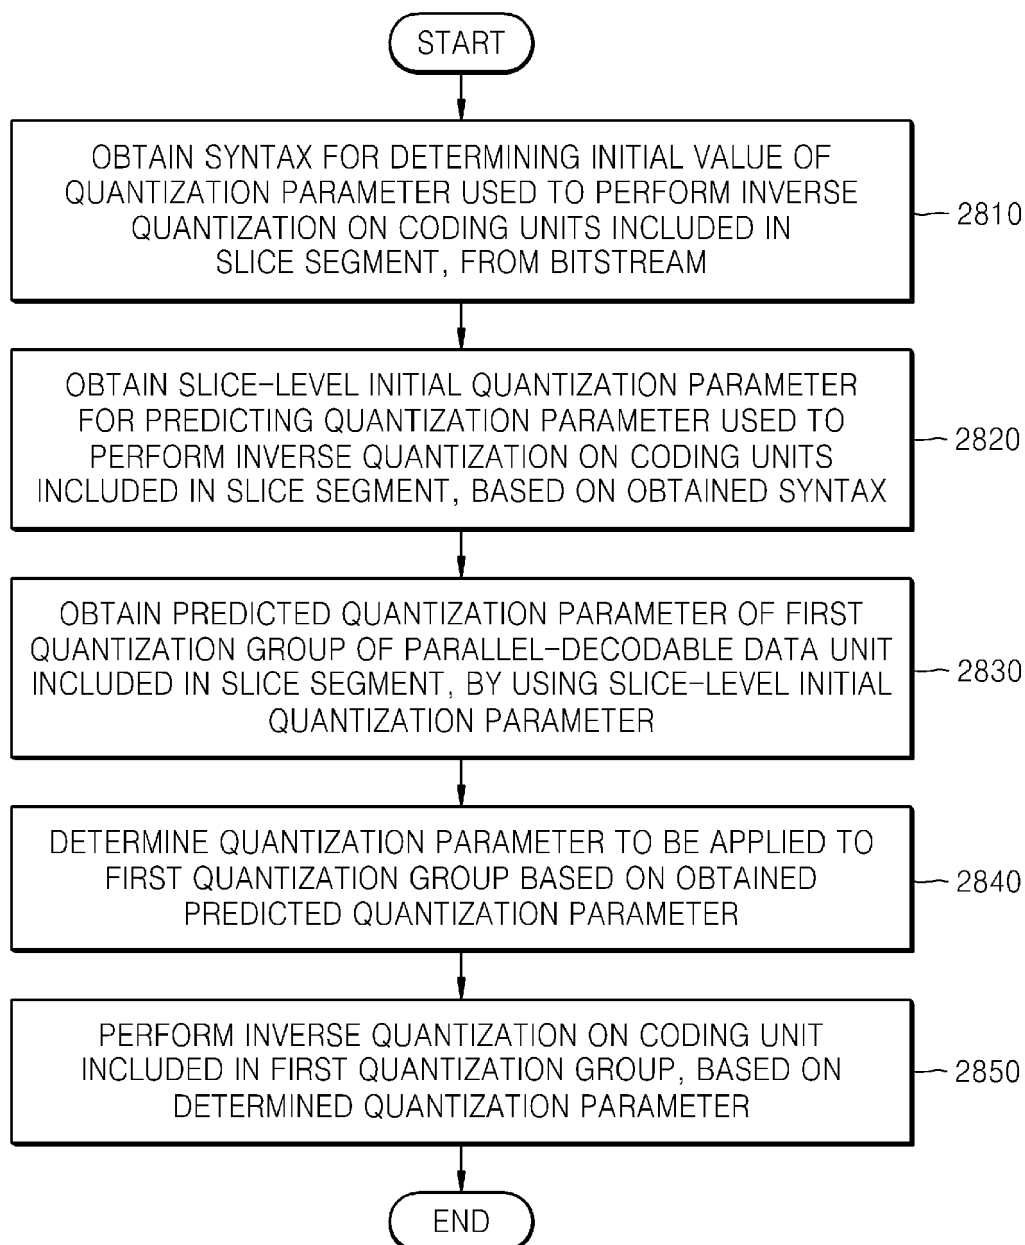 START
OBTAIN SYNTAX FOR DETERMINING INITIAL VALUE OF
QUANTIZATION PARAMETER USED TO PERFORM INVERSE
QUANTIZATION ON CODING UNITS INCLUDED IN
SLICE SEGMENT, FROM BITSTREAM
2810
OBTAIN SLICE-LEVEL INITIAL QUANTIZATION PARAMETER
FOR PREDICTING QUANTIZATION PARAMETER USED TO
PERFORM INVERSE QUANTIZATION ON CODING UNITS
INCLUDED IN SLICE SEGMENT, BASED ON OBTAINED SYNTAX
2820
OBTAIN PREDICTED QUANTIZATION PARAMETER OF FIRST
QUANTIZATION GROUP OF PARALLEL-DECODABLE DATA UNIT
INCLUDED IN SLICE SEGMENT, BY USING SLICE-LEVEL INITIAL
QUANTIZATION PARAMETER
2830
DETERMINE QUANTIZATION PARAMETER TO BE APPLIED TO
FIRST QUANTIZATION GROUP BASED ON OBTAINED
PREDICTED QUANTIZATION PARAMETER
2840
PERFORM INVERSE QUANTIZATION ON CODING UNIT
INCLUDED IN FIRST QUANTIZATION GROUP, BASED ON
DETERMINED QUANTIZATION PARAMETER
2850
END